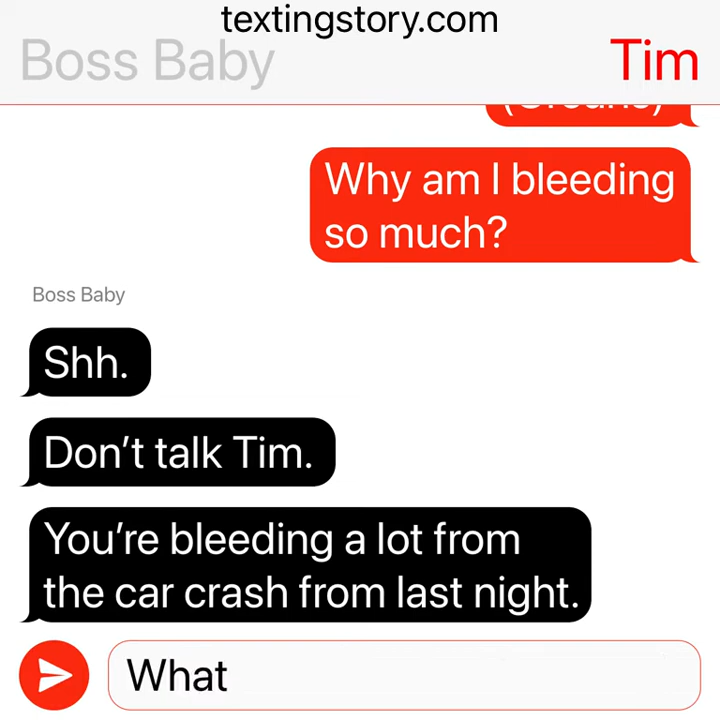 textingstory.com
Boss Baby
Tim
Why am I bleeding
so much?
Boss Baby
Shh.
Don’t talk Tim.
You’re bleeding a lot from
the car crash from last night.
What